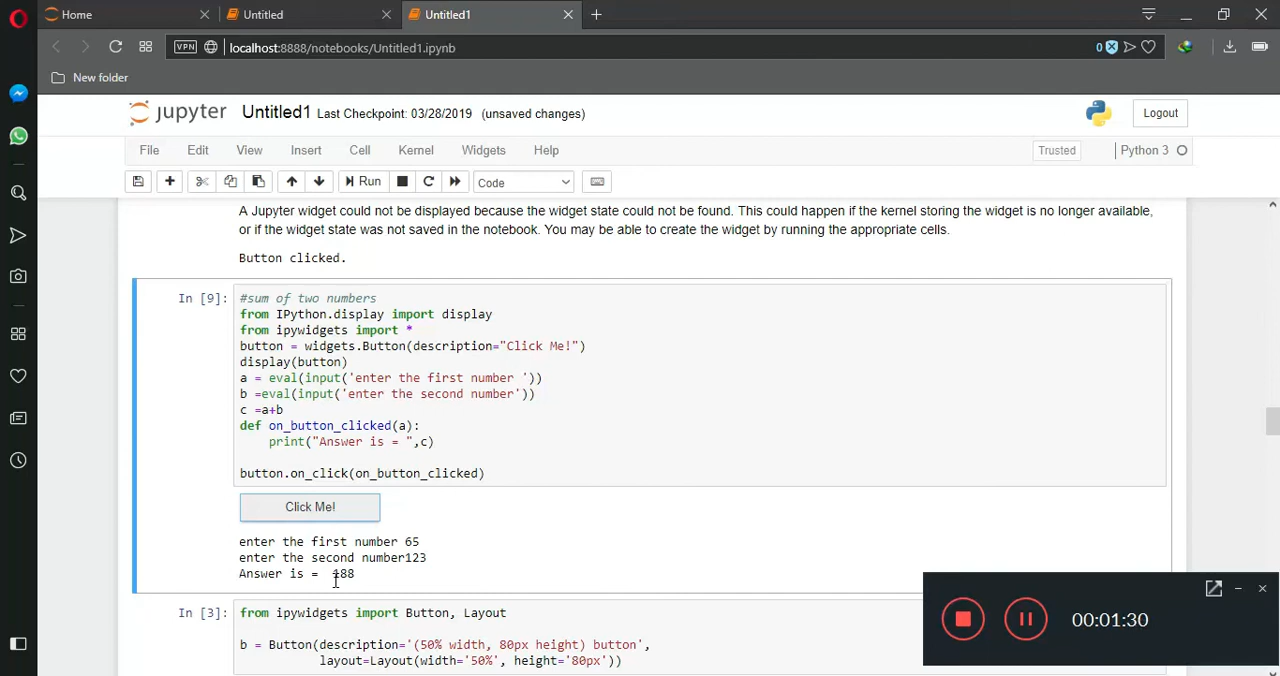 Home
Untitled
Untitled1
VPN
localhost:8888/notebooks/Untitled1.ipynb
0
New folder
jupyter
Untitled1 Last Checkpoint: 03/28/2019 (unsaved changes)
Logout
File Edit View Insert Cell Kernel Widgets Help
Trusted
Python 3
Run
Code
A Jupyter widget could not be displayed because the widget state could not be found. This could happen if the kernel storing the widget is no longer available,
or if the widget state was not saved in the notebook. You may be able to create the widget by running the appropriate cells.
Button clicked.
In [9]:
#sum of two numbers
from IPython.display import display
from ipywidgets import *
button = widgets.Button(description="Click Me!")
display(button)
a = eval(input('enter the first number '))
b =eval(input('enter the second number'))
c =a+b
def on_button_clicked(a):
    print("Answer is = ",c)
button.on_click(on_button_clicked)
Click Me!
enter the first number 65
enter the second number123
Answer is =  188
In [3]:
from ipywidgets import Button, Layout
b = Button(description='(50% width, 80px height) button',
           layout=Layout(width='50%', height='80px'))
00:01:30